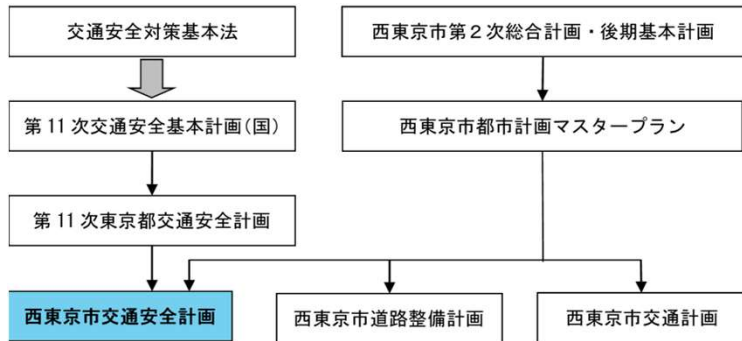 交通安全対策基本法
西東京市第２次総合計画・後期基本計画
第 11 次交通安全基本計画(国)
西東京市都市計画マスタープラン
第 11 次東京都交通安全計画
西東京市交通安全計画
西東京市道路整備計画
西東京市交通計画